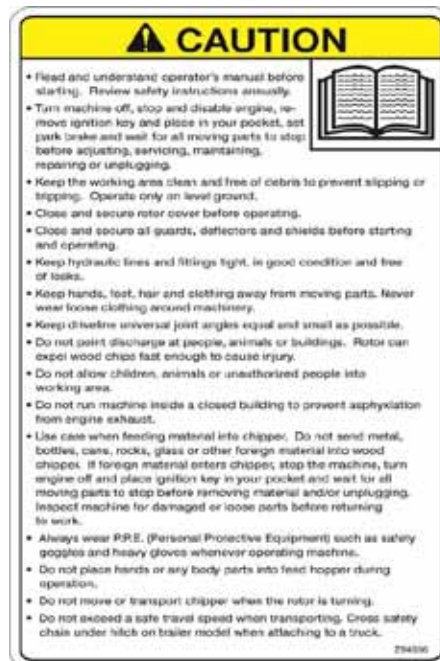 CAUTION
• Read and understand operator's manual before
starting. Review safety instructions annually.
• Turn machine off, stop and disable engine, re-
move ignition key and place in your pocket, set
park brake and wait for all moving parts to stop
before adjusting, servicing, maintaining,
repairing or unplugging.
• Keep the working area clean and free of debris to prevent slipping or
tripping. Operate only on level ground.
• Close and secure rotor cover before operating.
• Close and secure all guards, deflectors and shields before starting
and operating.
• Keep hydraulic lines and fittings tight, in good condition and free
of leaks.
• Keep hands, feet, hair and clothing away from moving parts. Never
wear loose clothing around machinery.
• Keep driveline universal joint angles equal and small as possible.
• Do not point discharge at people, animals or buildings. Rotor can
expel wood chips fast enough to cause injury.
• Do not allow children, animals or unauthorized people into
working area.
• Do not run machine inside a closed building to prevent asphyxiation
from engine exhaust.
• Use care when feeding material into chipper. Do not send metal,
bottles, cans, rocks, glass or other foreign material into wood
chipper. If foreign material enters chipper, stop the machine, turn
engine off and place ignition key in your pocket and wait for all
moving parts to stop before removing material and/or unplugging.
Inspect machine for damaged or loose parts before returning
to work.
• Always wear P.P.E. (Personal Protective Equipment) such as safety
goggles and heavy gloves whenever operating machine.
• Do not place hands or any body parts into feed hopper during
operation.
• Do not move or transport chipper when the rotor is turning.
• Do not exceed a safe travel speed when transporting. Cross safety
chain under hitch on trailer model when attaching to a truck.